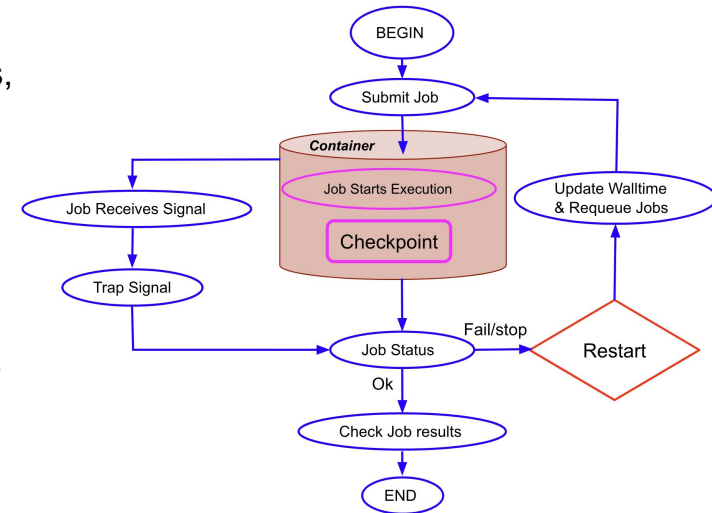 BEGIN
s,
Submit Job
Container
Job Starts Execution
Update Walltime
& Requeue Jobs
Job Receives Signal
Checkpoint
Trap Signal
Fail/stop
Job Status
Restart
Ok
Check Job results
END